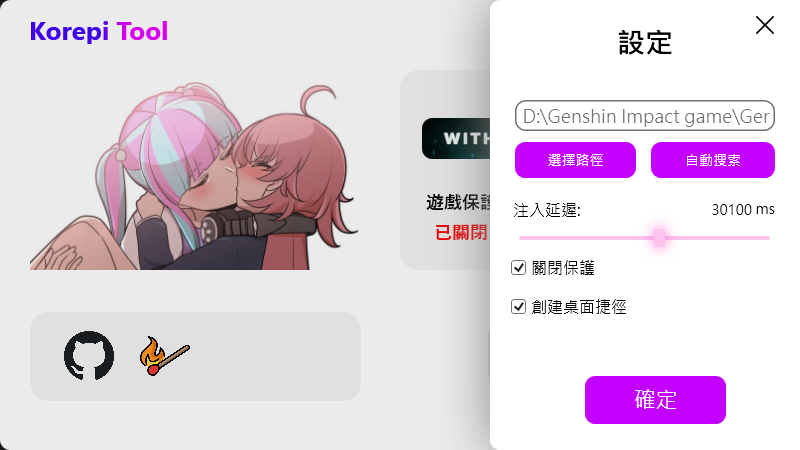 Korepi Tool
設定
D:\Genshin Impact game\Ger
選擇路徑
自動搜索
WITH
注入延遲:
30100 ms
遊戲保護
已關閉
關閉保護
創建桌面捷徑
確定